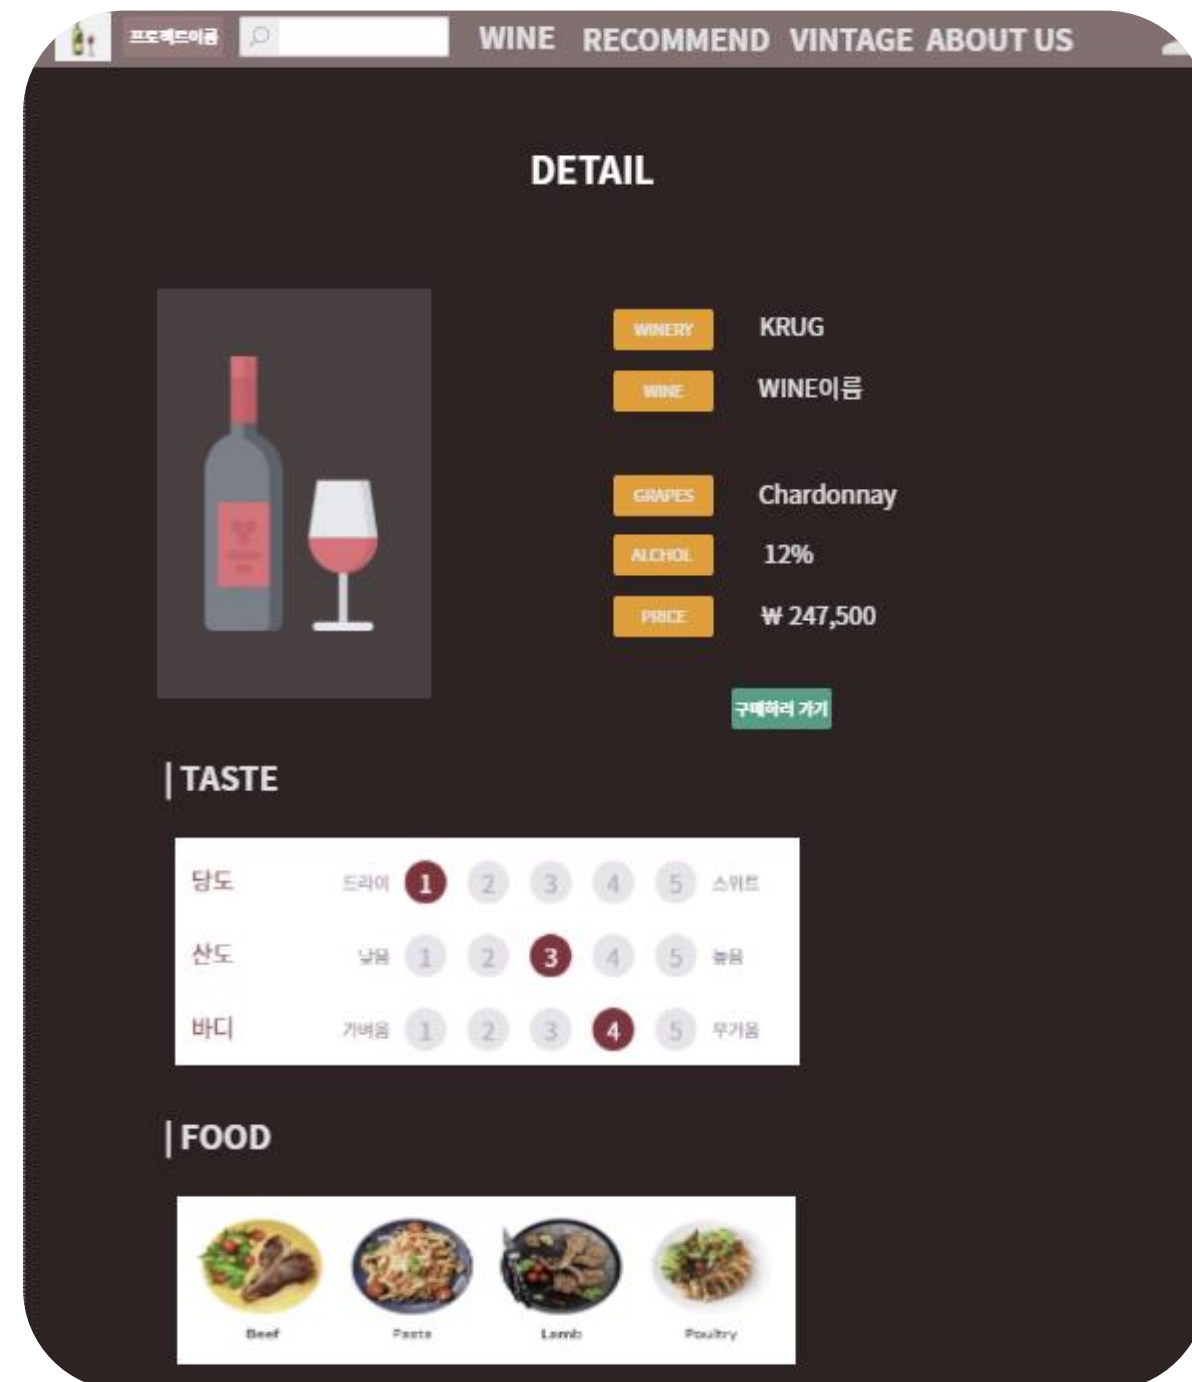 프로젝트이름 WINE RECOMMEND VINTAGE ABOUT US
DETAIL
WINERY KRUG
WINE WINE이름
GRAPES Chardonnay
ALCHOL 12%
PRICE ₩ 247,500
구매하러 가기
| TASTE
당도 드라이 1 2 3 4 5 스위트
산도 낮음 1 2 3 4 5 높음
바디 가벼움 1 2 3 4 5 무거움
| FOOD
Beef Pasta Lamb Poultry